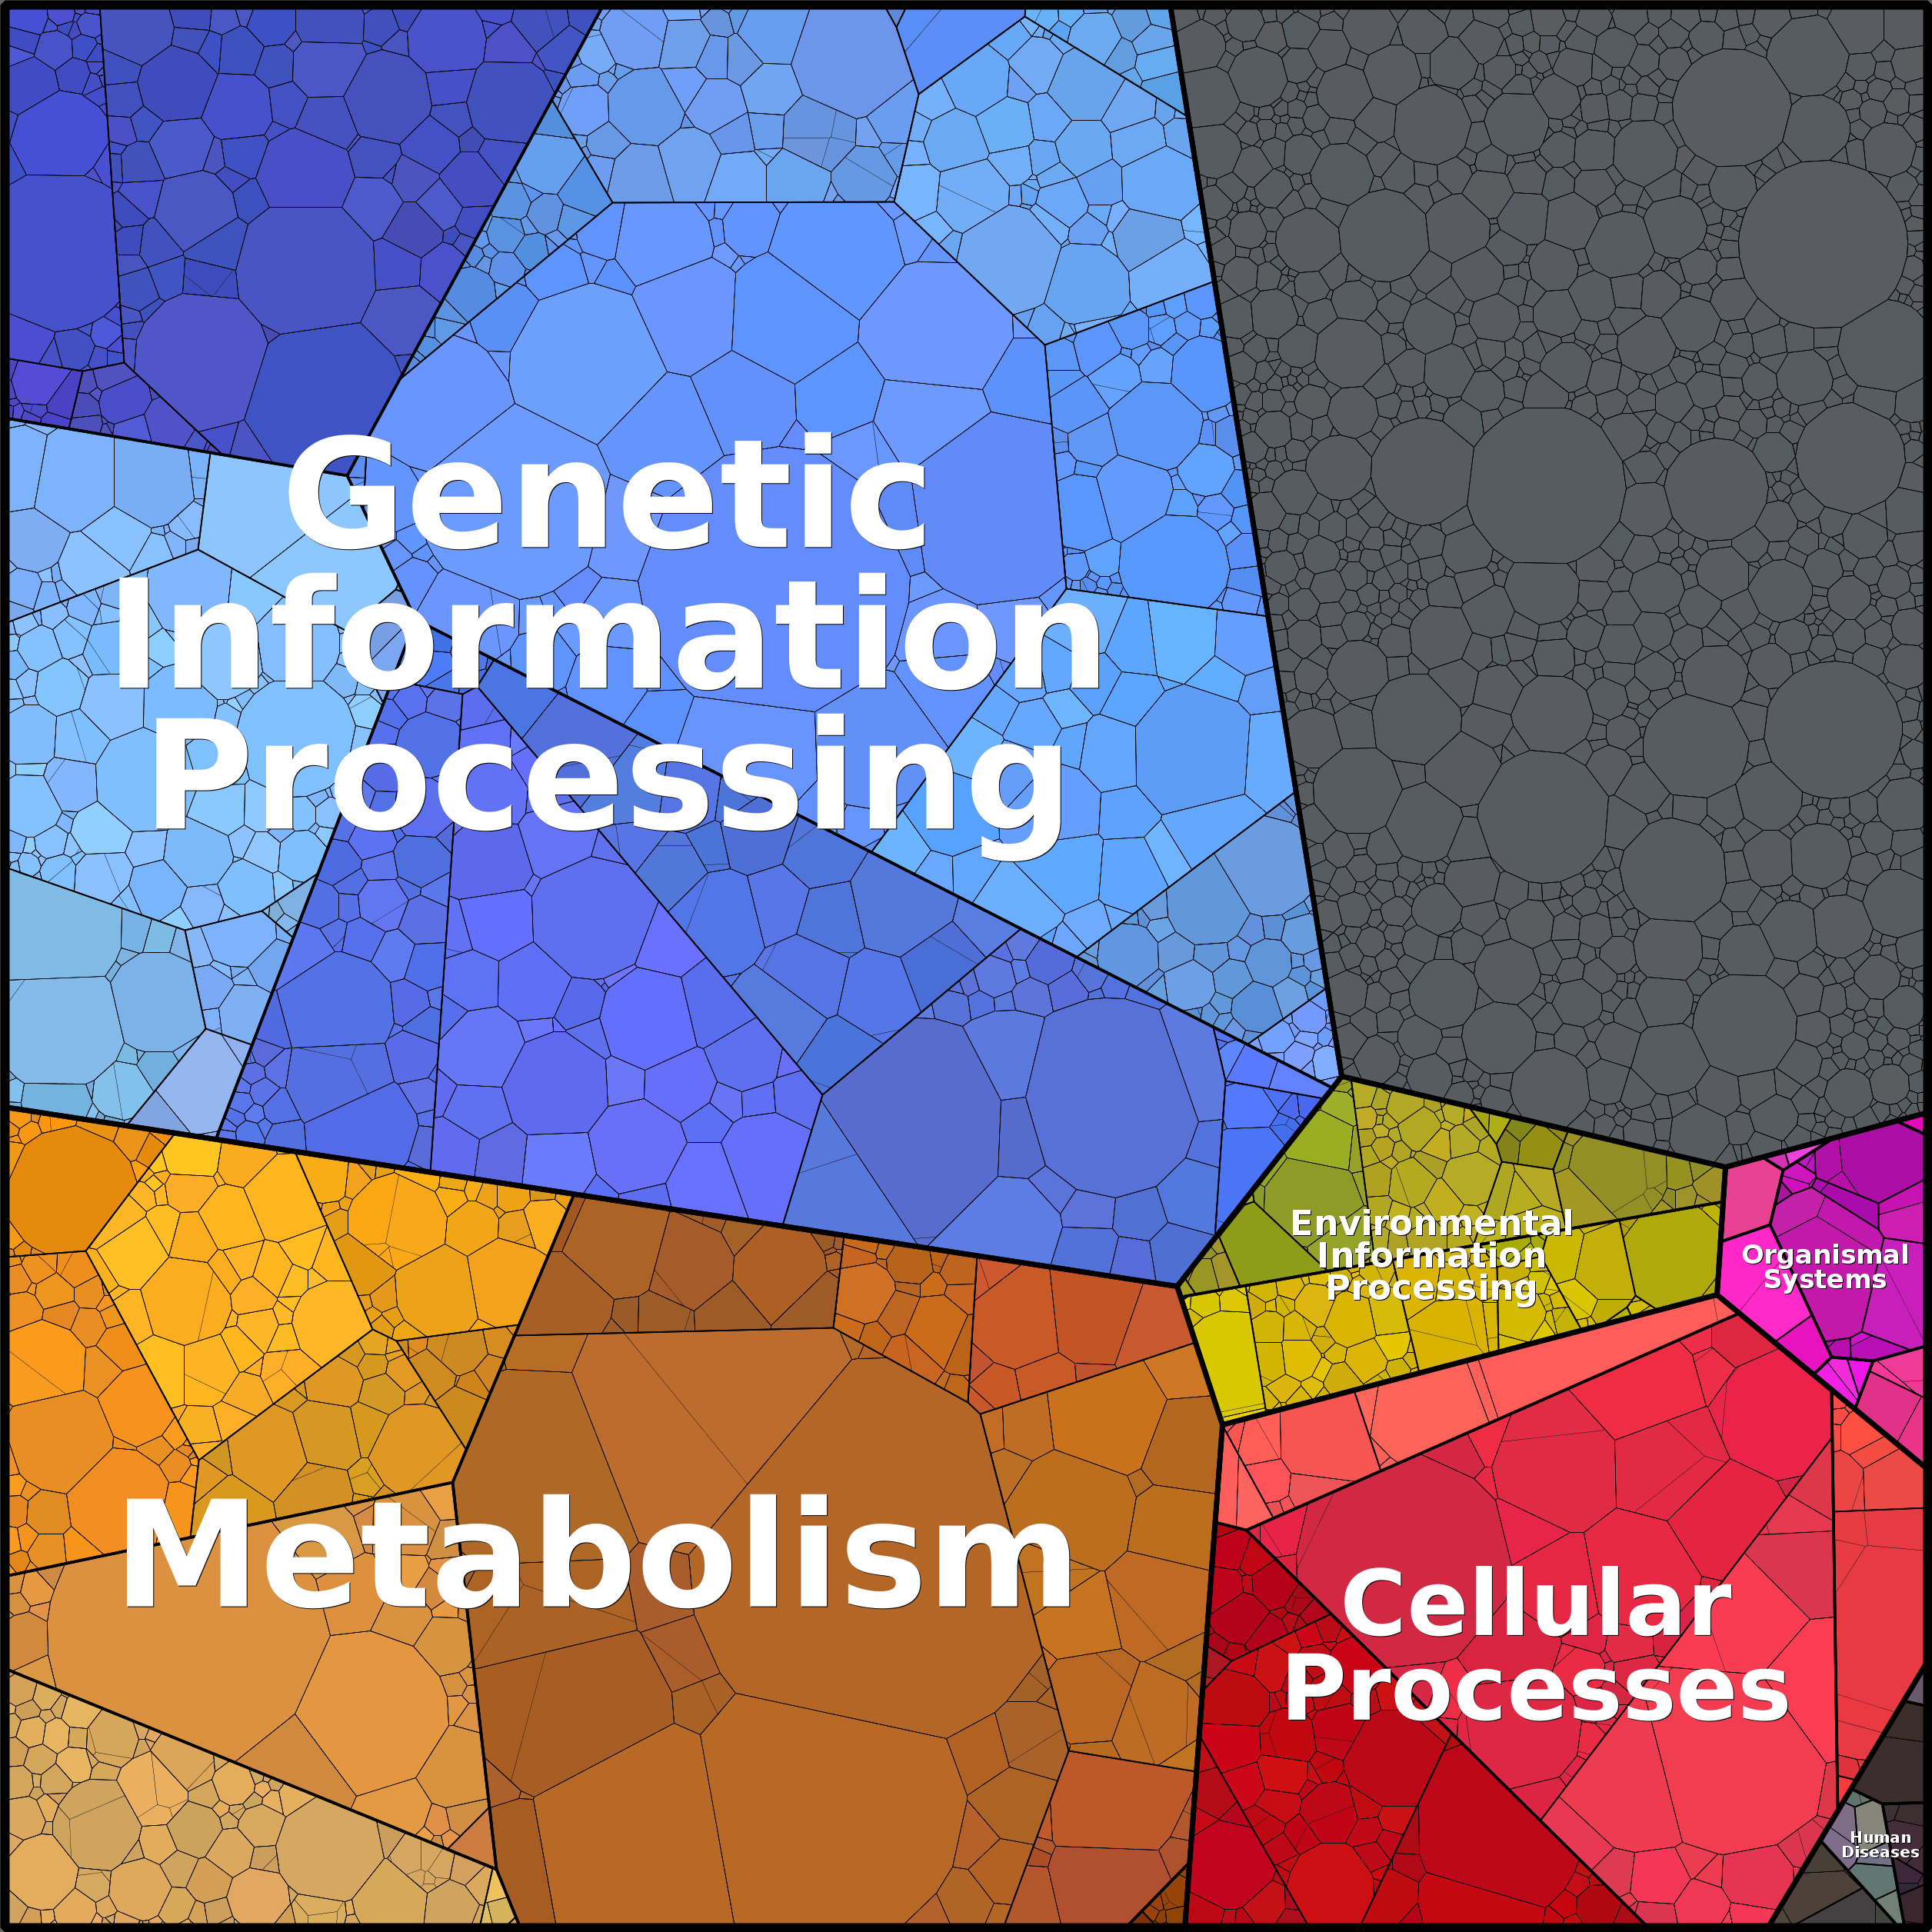 Genetic
Information
Processing
Environmental
Information
Processing
Organismal
Systems
Metabolism
Cellular
Processes
Human
Diseases